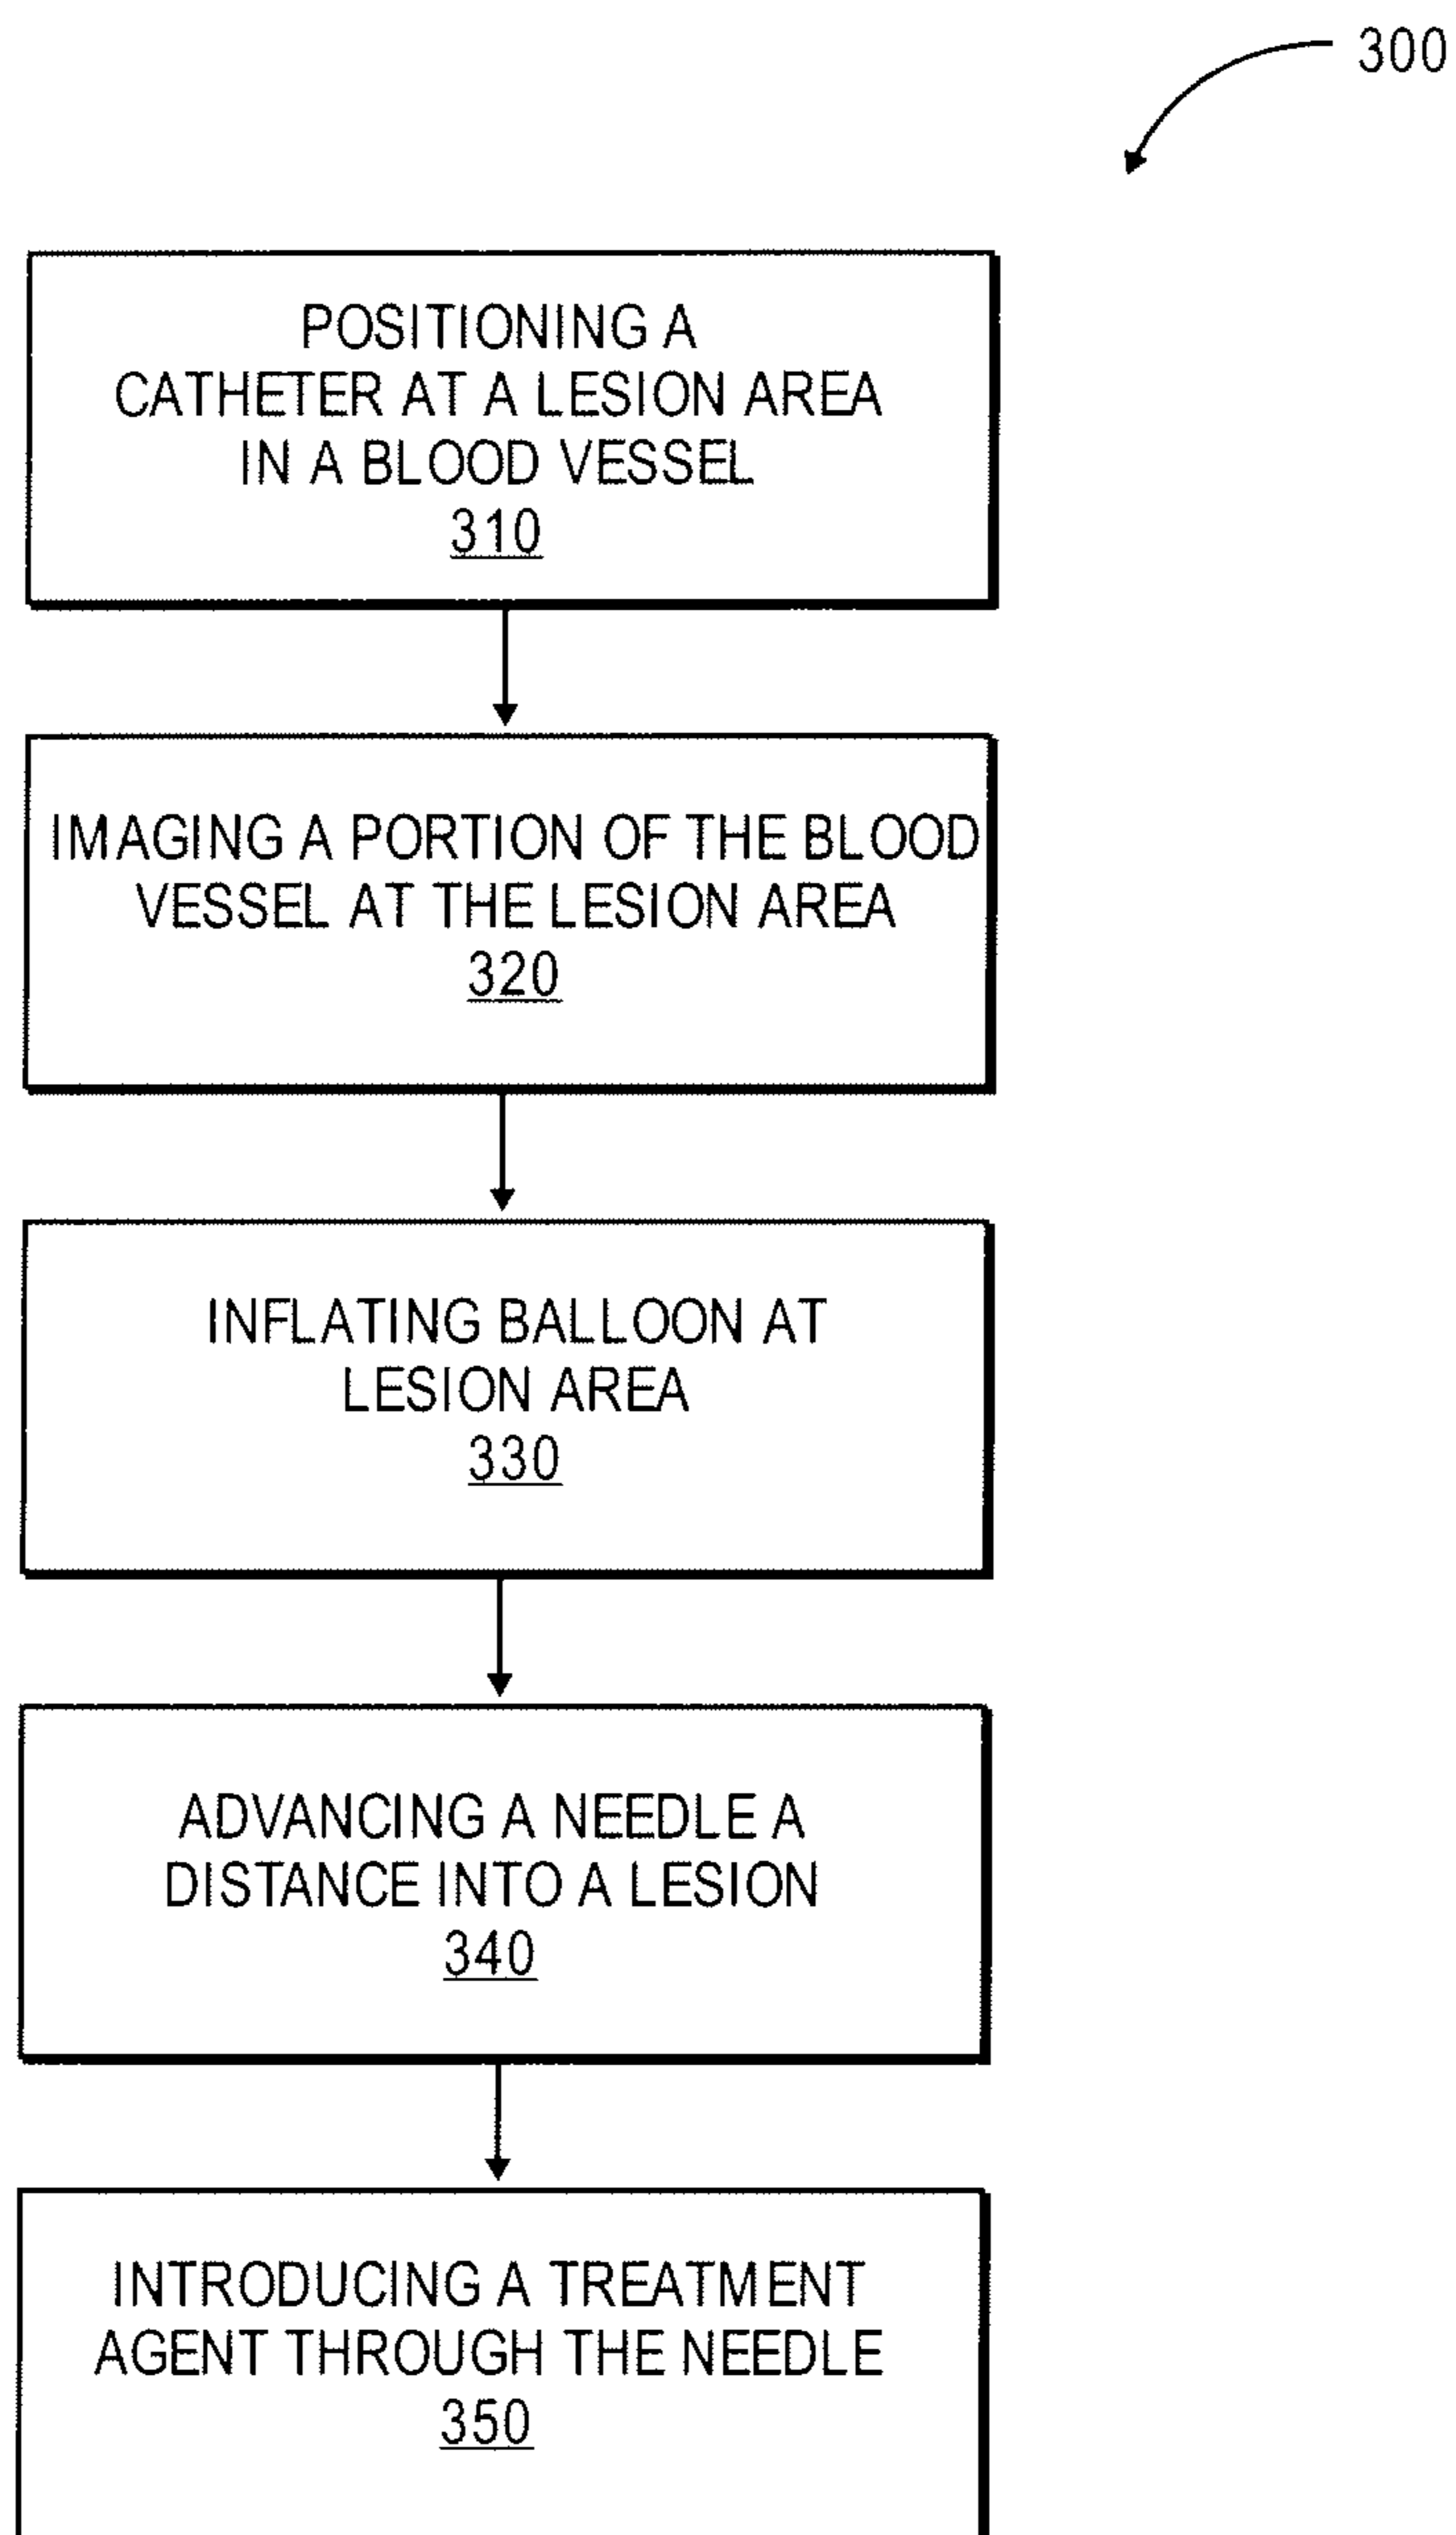 300
POSITIONING A
CATHETER AT A LESION AREA
IN A BLOOD VESSEL
310
IMAGING A PORTION OF THE BLOOD
VESSEL AT THE LESION AREA
320
INFLATING BALLOON AT
LESION AREA
330
ADVANCING A NEEDLE A
DISTANCE INTO A LESION
340
INTRODUCING A TREATMENT
AGENT THROUGH THE NEEDLE
350